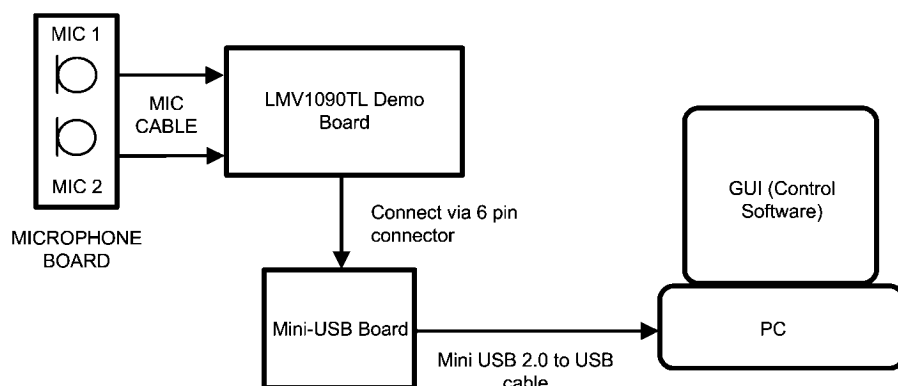 MIC 1
MIC 2
MICROPHONE
BOARD
MIC
CABLE
LMV1090TL Demo
Board
Connect via 6 pin
connector
Mini-USB Board
Mini USB 2.0 to USB
cable
GUI (Control
Software)
PC